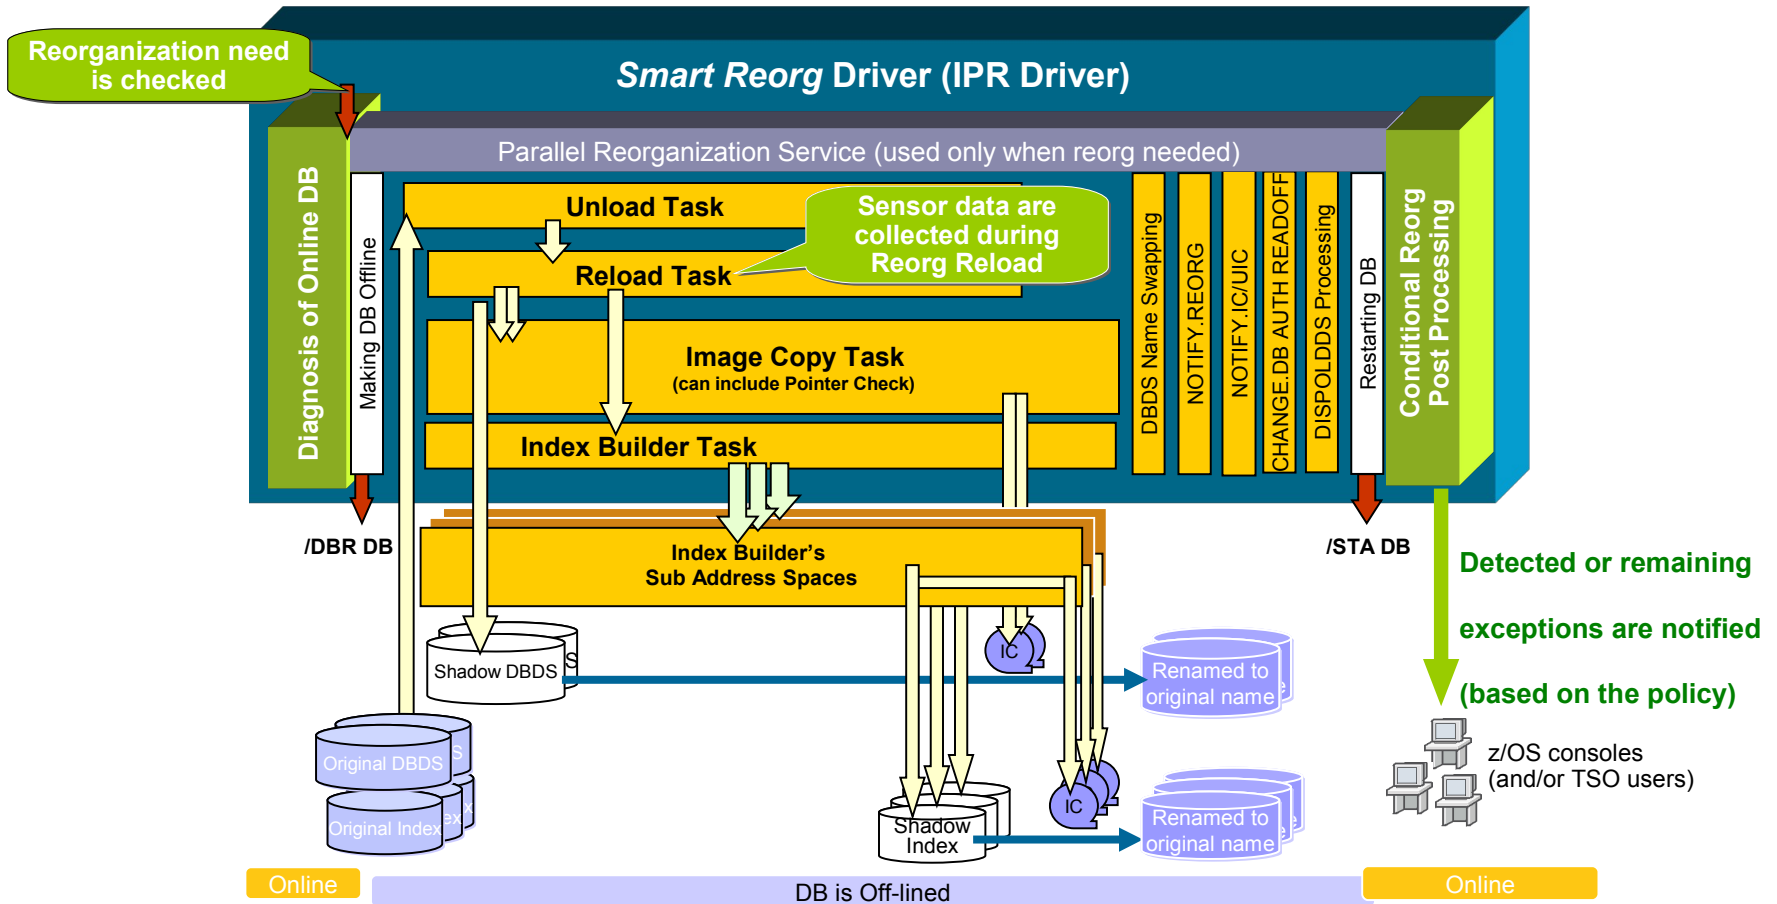 Reorganization need
is checked
Smart Reorg Driver (IPR Driver)
Parallel Reorganization Service (used only when reorg needed)
Diagnosis of Online DB
Making DB Offline
Unload Task
Sensor data are
collected during
Reorg Reload
Reload Task
Image Copy Task
(can include Pointer Check)
Index Builder Task
DBDS Name Swapping
NOTIFY.REORG
NOTIFY.IC/UIC
CHANGE.DB AUTH READOFF
DISPOLDDS Processing
Restarting DB
Conditional Reorg
Post Processing
/DBR DB
/STA DB
Index Builder's
Sub Address Spaces
Detected or remaining
exceptions are notified
(based on the policy)
Shadow DBDS
S
IC
Renamed to
original name
e
Original DBDS
S
Original Index
ex
z/OS consoles
(and/or TSO users)
IC
Shadow
Index
Renamed to
original name
e
Online
DB is Off-lined
Online